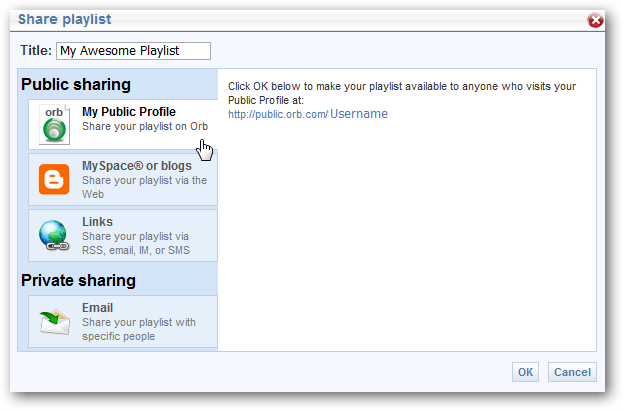 Share playlist
Title: My Awesome Playlist
Public sharing
orb
My Public Profile
Share your playlist on Orb
MySpace® or blogs
Share your playlist via the
Web
Links
Share your playlist via
RSS, email, IM, or SMS
Private sharing
Email
Share your playlist with
specific people
Click OK below to make your playlist available to anyone who visits your
Public Profile at:
http://public.orb.com/Username
OK Cancel